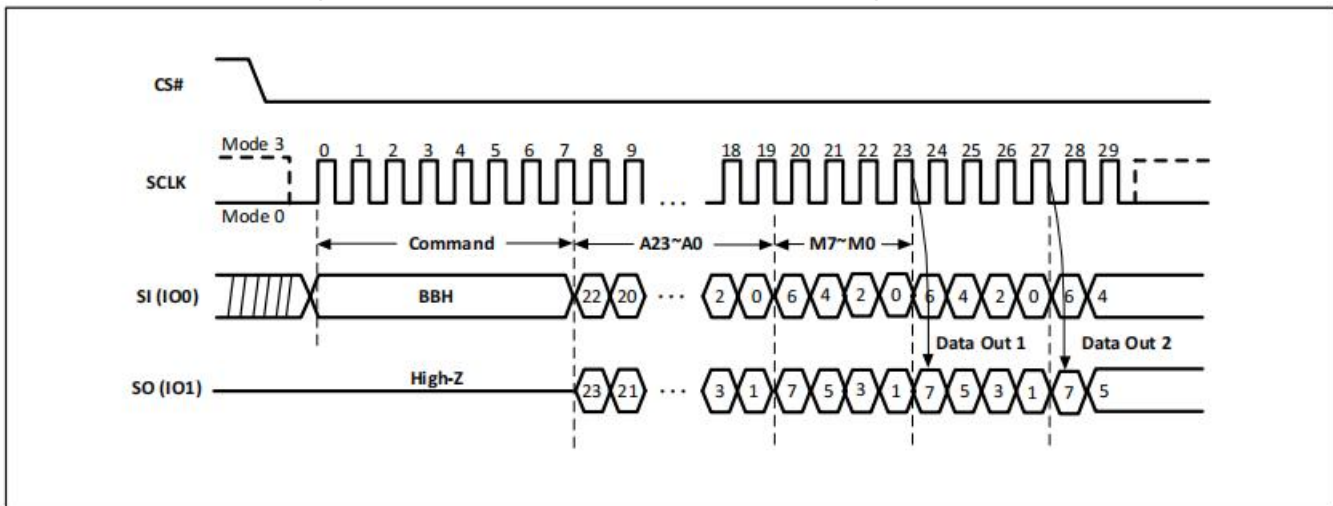 CS#
Mode 3
0 1 2 3 4 5 6 7 8 9 18 19 20 21 22 23 24 25 26 27 28 29
SCLK
...
Mode 0
Command A23~A0 M7~M0
SI (IO0) BBH 22 20 ... 2 0 6 4 2 0 6 4 2 0 6 4
Data Out 1 Data Out 2
High-Z
SO (IO1) 23 21 ... 3 1 7 5 3 1 7 5 3 1 7 5